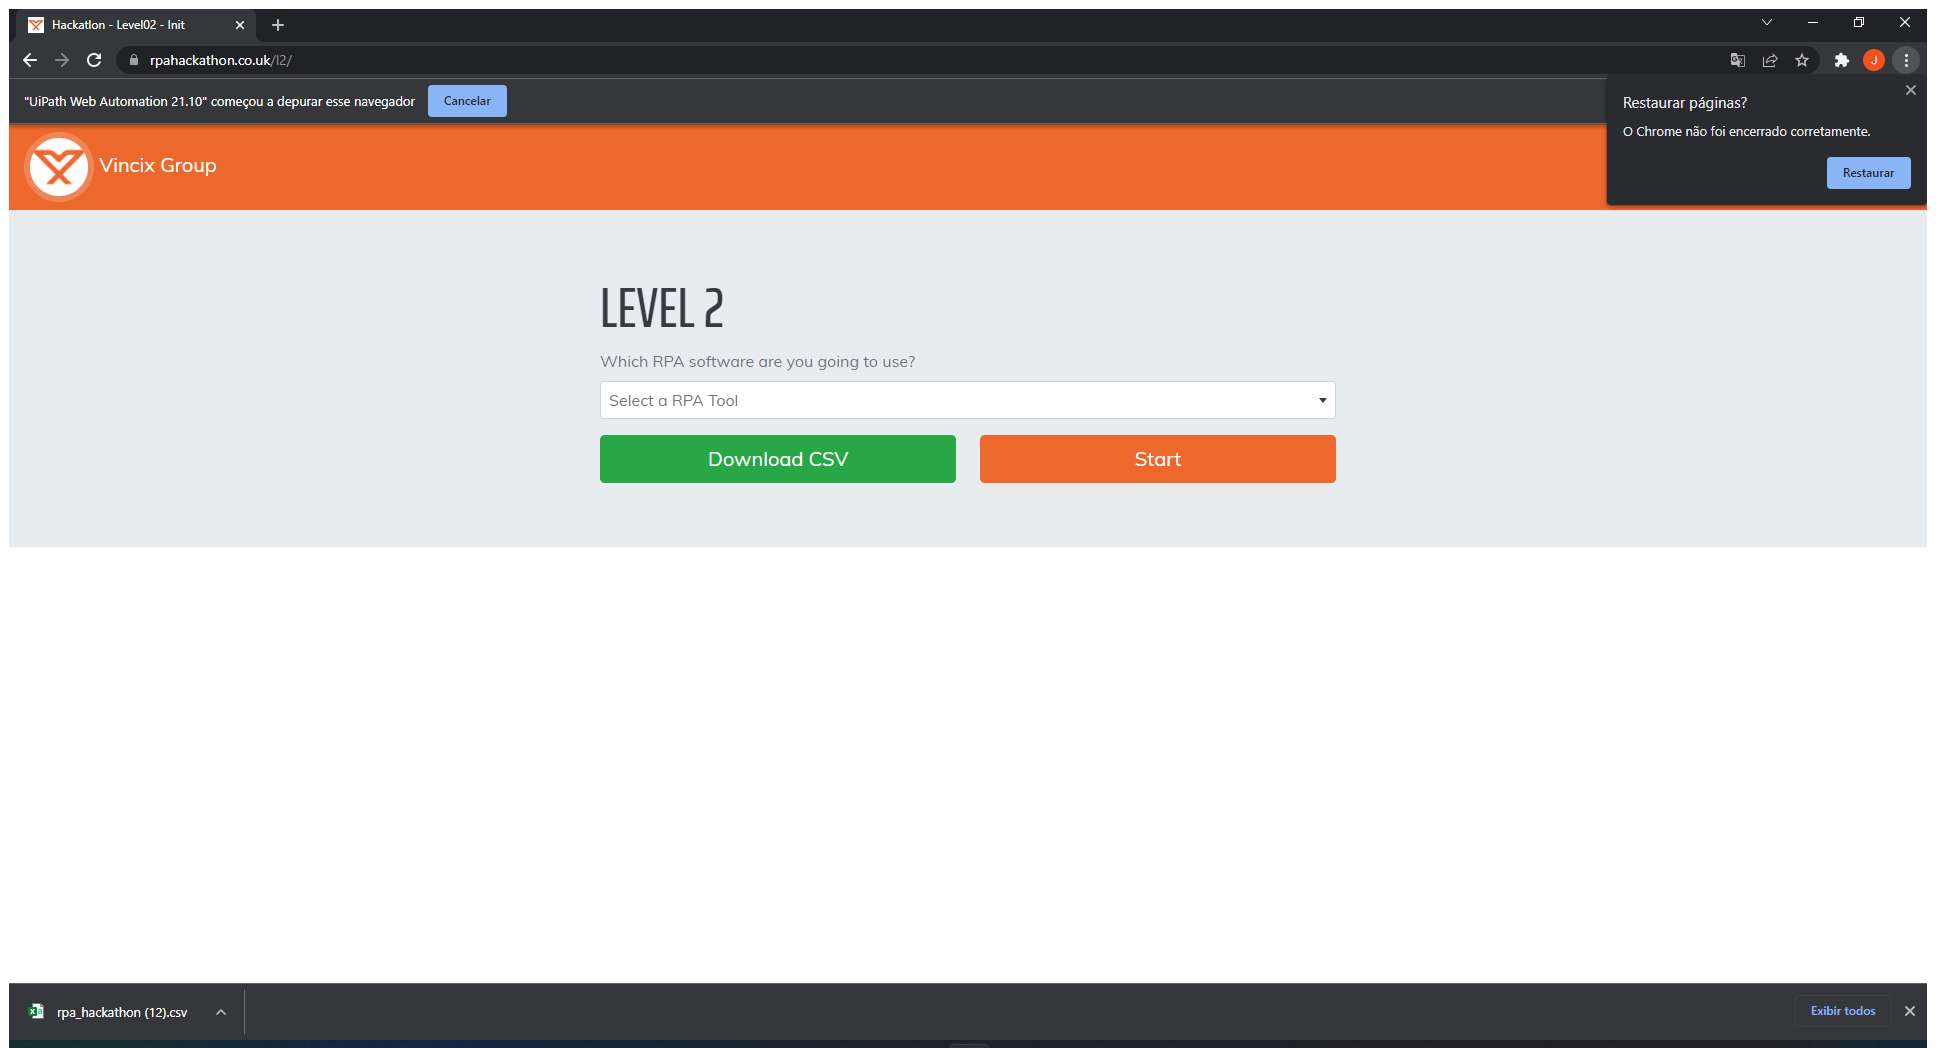 Hackatlon - Level02 - Init
rpahackathon.co.uk/l2/
J
"UiPath Web Automation 21.10" começou a depurar esse navegador
Cancelar
Restaurar páginas?
O Chrome não foi encerrado corretamente.
Restaurar
Vincix Group
LEVEL 2
Which RPA software are you going to use?
Select a RPA Tool
Download CSV
Start
rpa_hackathon (12).csv
Exibir todos